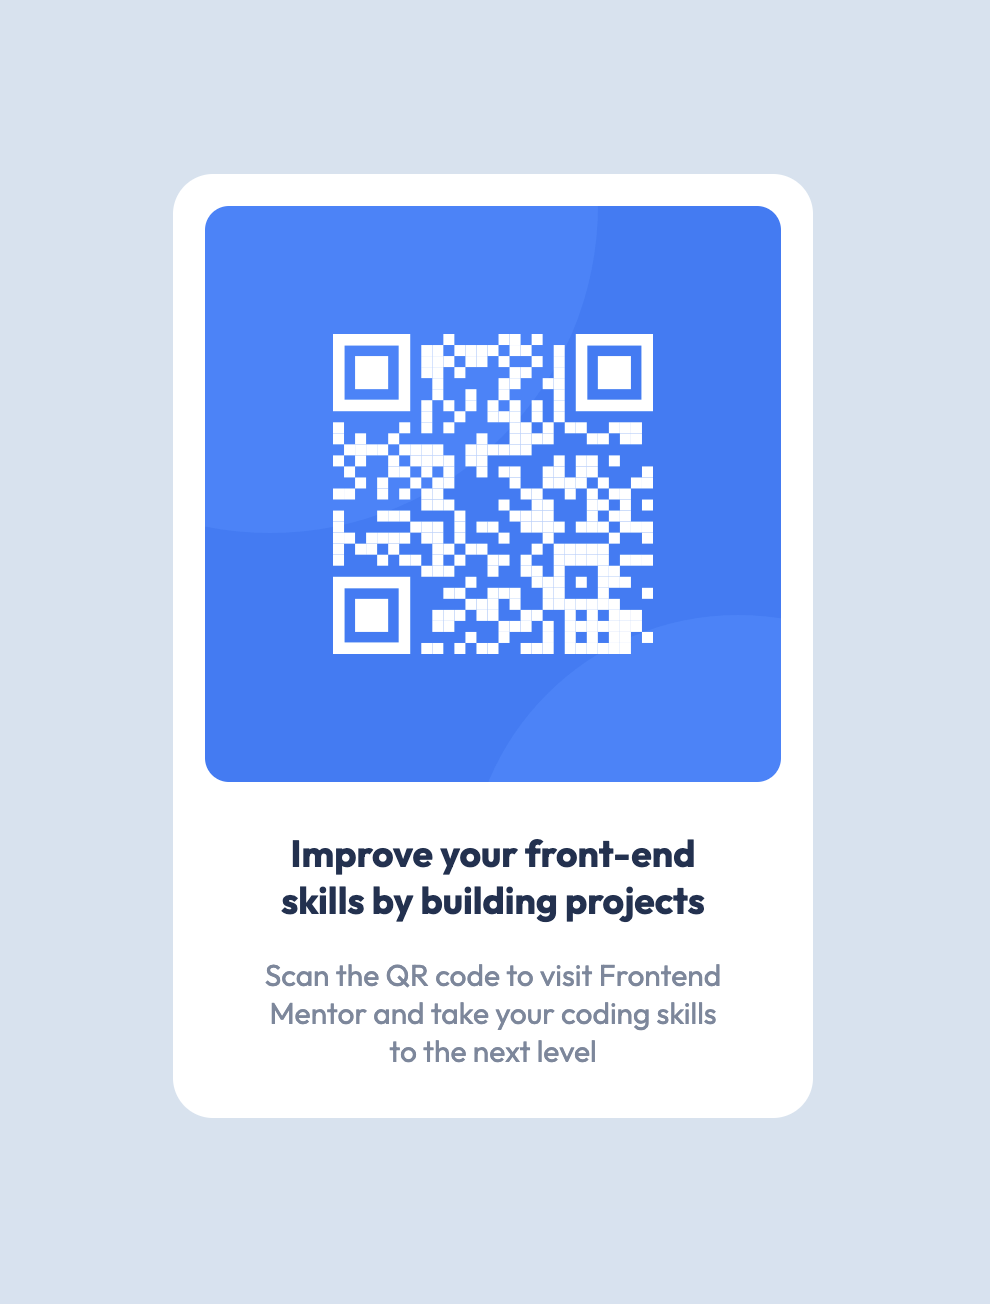 Improve your front-end
skills by building projects
Scan the QR code to visit Frontend
Mentor and take your coding skills
to the next level